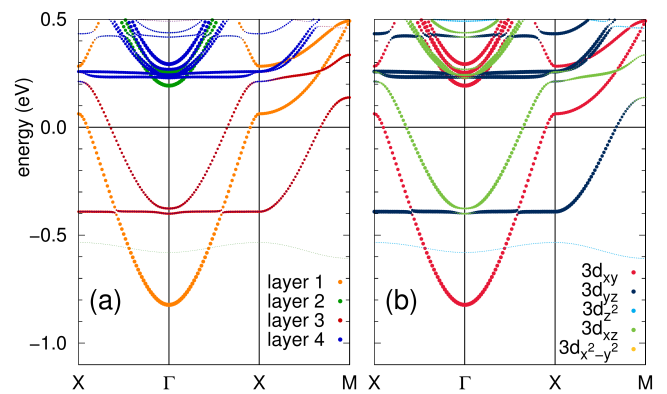 energy (eV)
0.5
0.0
−0.5
−1.0
(a)
layer 1
layer 2
layer 3
layer 4
X Γ X M
(b)
3dxy
3dyz
3dz²
3dxz
3dx²−y²
X Γ X M